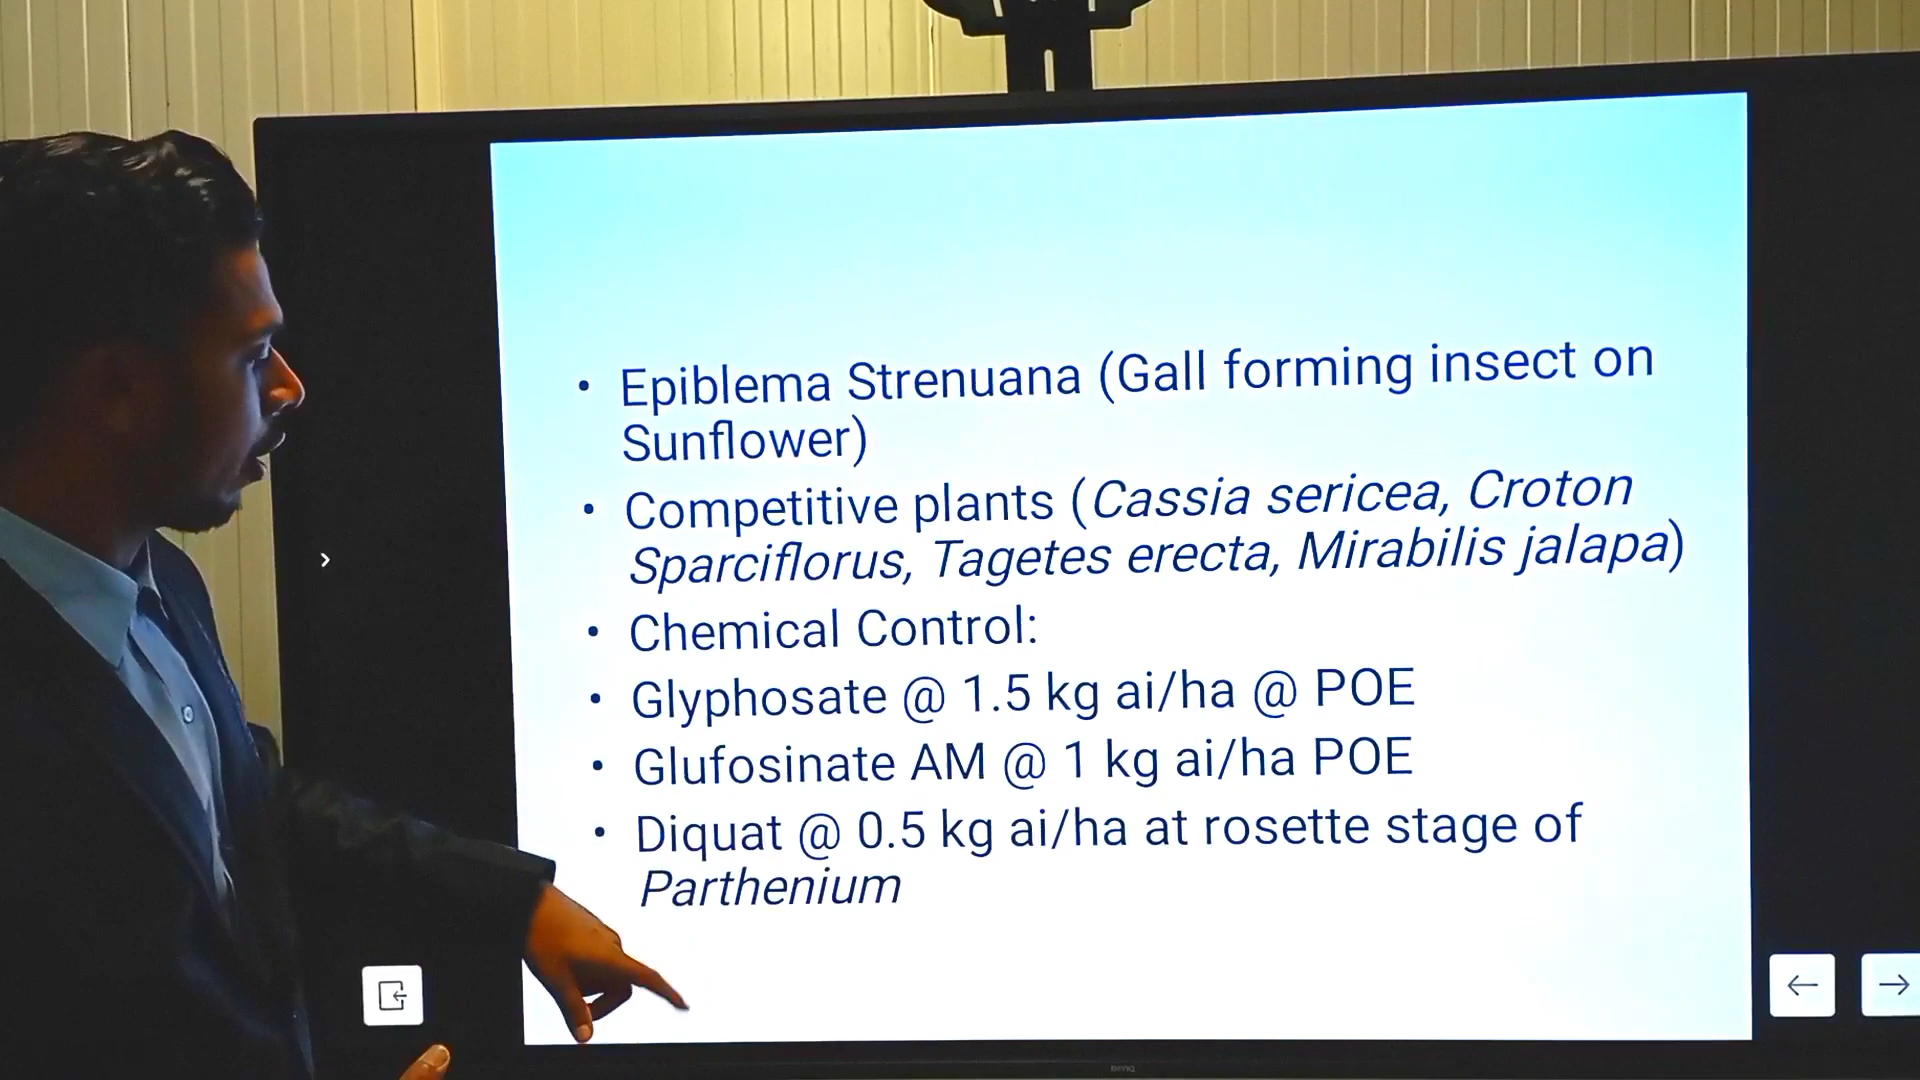 • Epiblema Strenuana (Gall forming insect on
Sunflower)
• Competitive plants (Cassia sericea, Croton
Sparciflorus, Tagetes erecta, Mirabilis jalapa)
• Chemical Control:
• Glyphosate @ 1.5 kg ai/ha @ POE
• Glufosinate AM @ 1 kg ai/ha POE
• Diquat @ 0.5 kg ai/ha at rosette stage of
Parthenium
BenQ